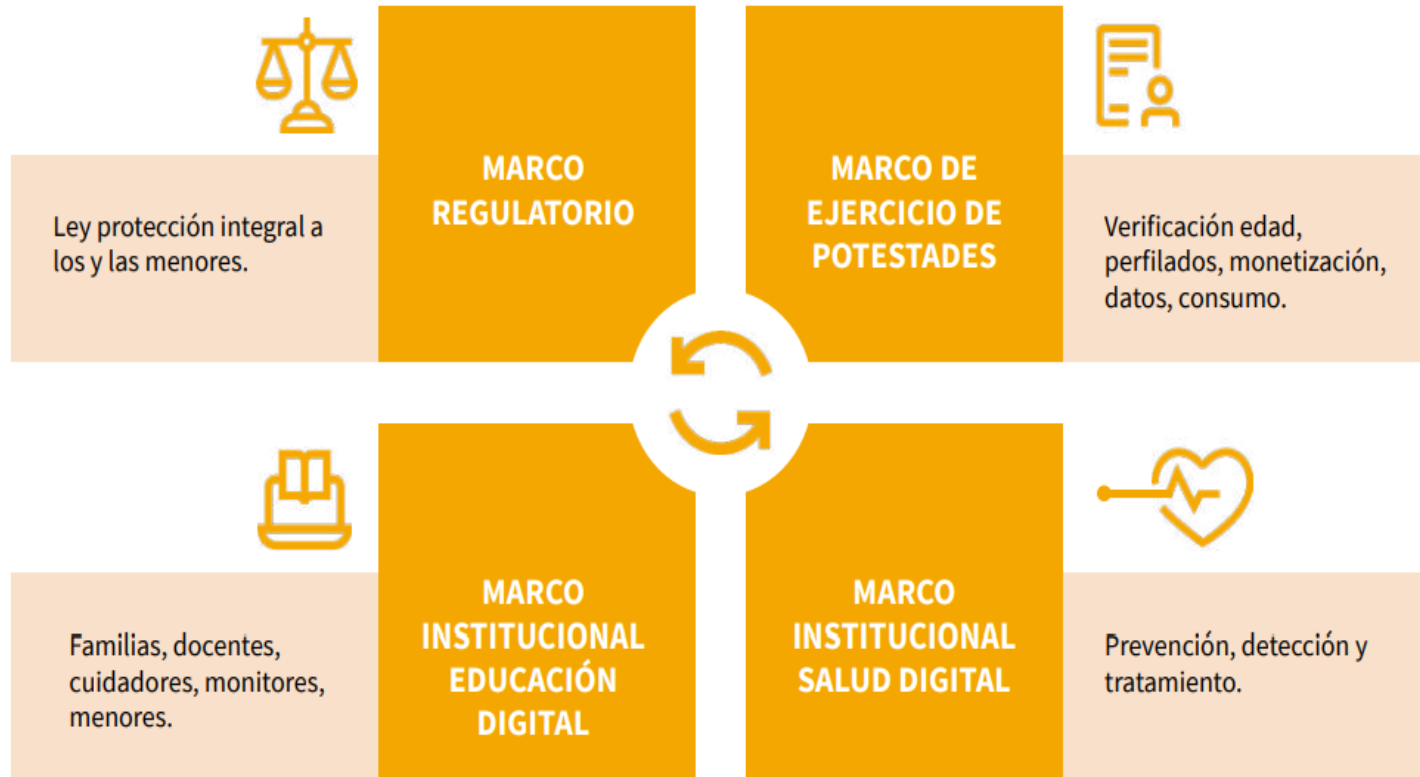 MARCO
REGULATORIO
Ley protección integral a
los y las menores.
MARCO DE
EJERCICIO DE
POTESTADES
Verificación edad,
perfilados, monetización,
datos, consumo.
MARCO
INSTITUCIONAL
EDUCACIÓN
DIGITAL
Familias, docentes,
cuidadores, monitores,
menores.
MARCO
INSTITUCIONAL
SALUD DIGITAL
Prevención, detección y
tratamiento.